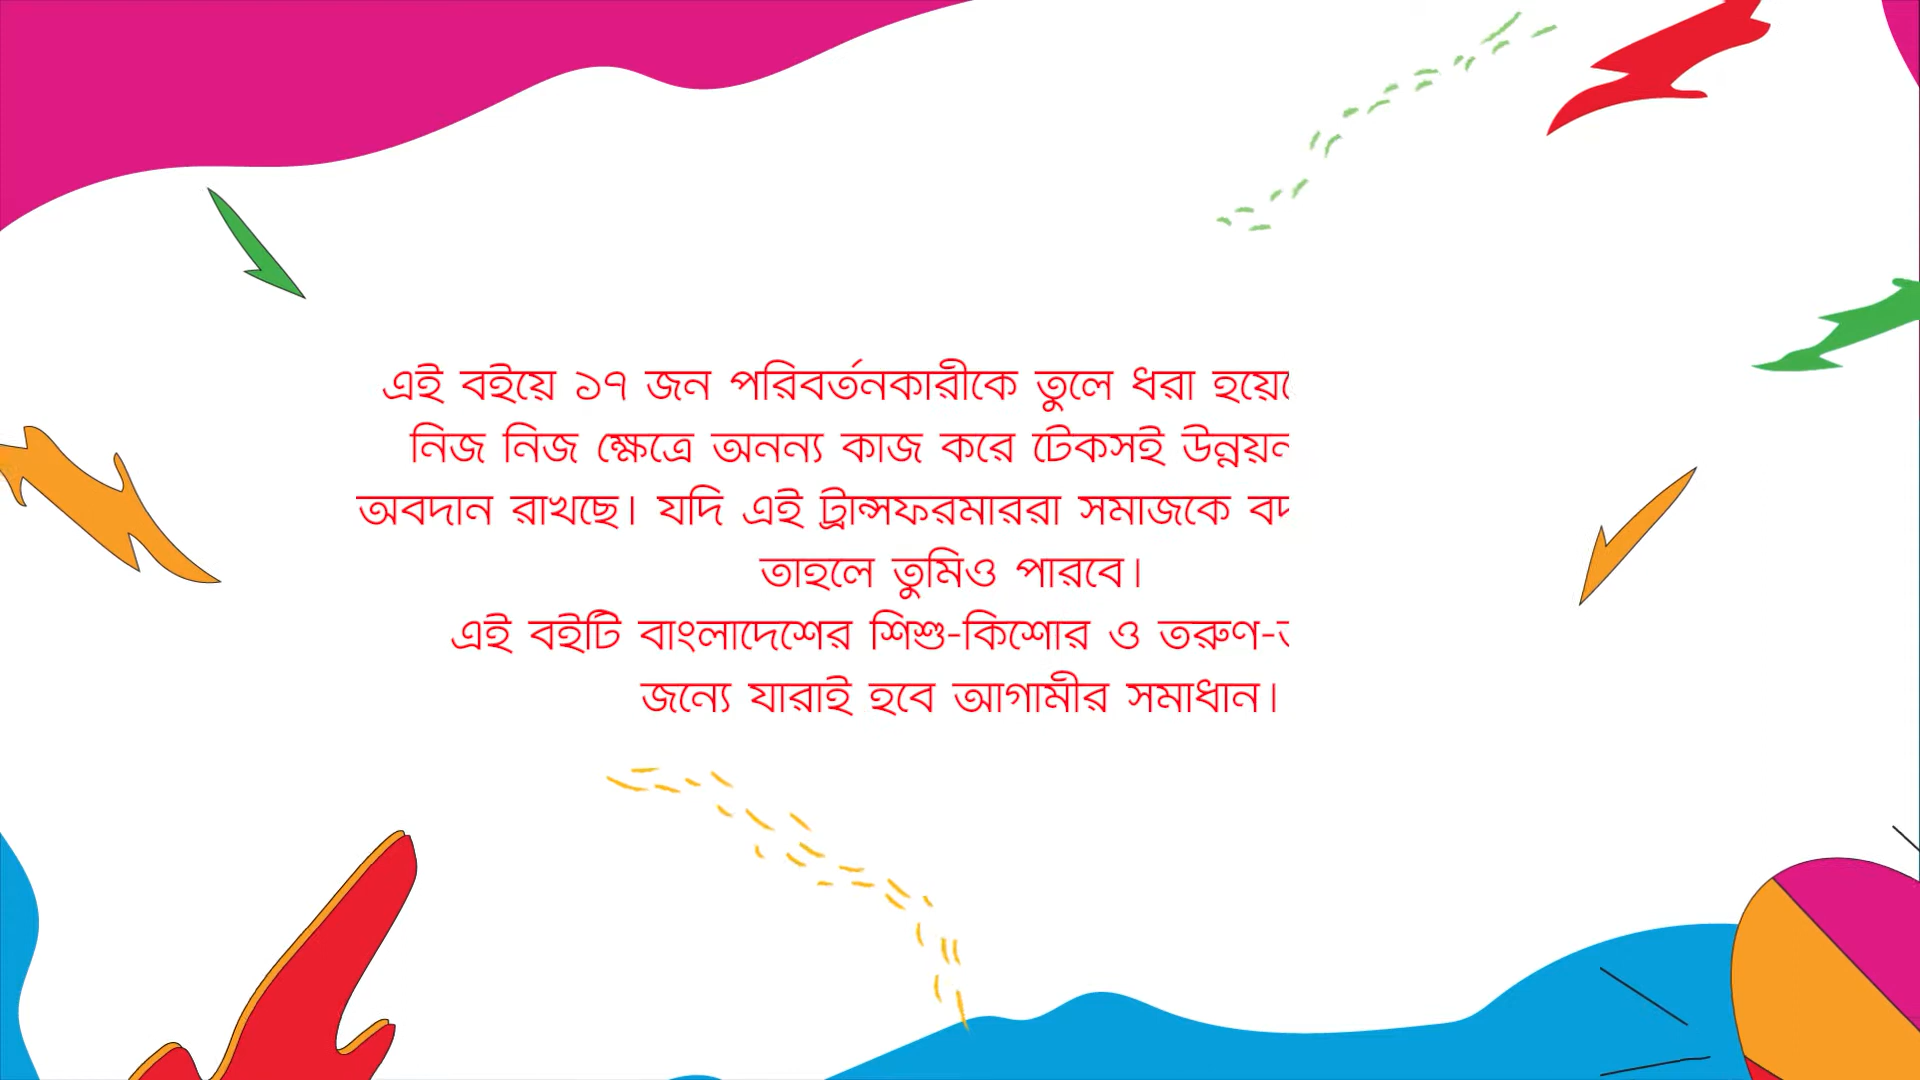 এই বইয়ে ১৭ জন পরিবর্তনকারীকে তুলে ধরা
নিজ নিজ ক্ষেত্রে অনন্য কাজ করে টেকসই
অবদান রাখছে। যদি এই ট্রান্সফরমাররা সমাজকে
তাহলে তুমিও পারবে।
এই বইটি বাংলাদেশের শিশু-কিশোর ও তরুণ-
জন্যে যারাই হবে আগামীর সমাধান।